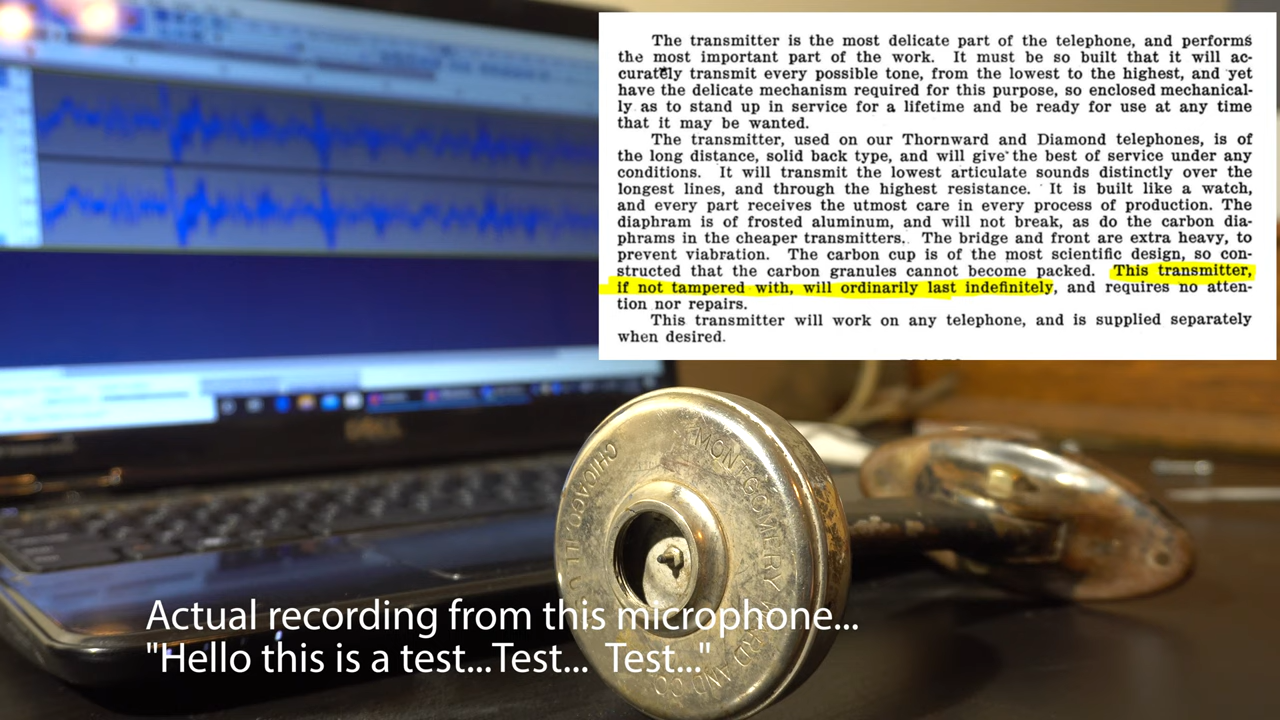 The transmitter is the most delicate part of the telephone, and performs
the most important part of the work. It must be so built that it will ac-
curately transmit every possible tone, from the lowest to the highest, and yet
have the delicate mechanism required for this purpose, so enclosed mechanical-
ly as to stand up in service for a lifetime and be ready for use at any time
that it may be wanted.
The transmitter, used on our Thornward and Diamond telephones, is of
the long distance, solid back type, and will give the best of service under any
conditions. It will transmit the lowest articulate sounds distinctly over the
longest lines, and through the highest resistance. It is built like a watch,
and every part receives the utmost care in every process of production. The
diaphram is of frosted aluminum, and will not break, as do the carbon dia-
phrams in the cheaper transmitters. The bridge and front are extra heavy, to
prevent viabration. The carbon cup is of the most scientific design, so con-
structed that the carbon granules cannot become packed. This transmitter,
if not tampered with, will ordinarily last indefinitely, and requires no atten-
tion nor repairs.
This transmitter will work on any telephone, and is supplied separately
when desired.
DELL
MONTGOMERY WARD AND CO.
CHICAGO ILL U
Actual recording from this microphone...
"Hello this is a test...Test... Test..."